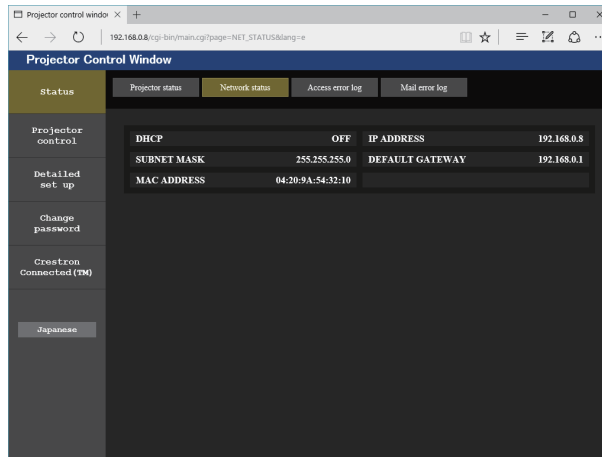 Projector control window
192.168.0.8/cgi-bin/main.cgi?page=NET_STATUS&lang=e
Projector Control Window
Status
Projector status
Network status
Access error log
Mail error log
Projector
control
Detailed
set up
Change
password
Crestron
Connected(TM)
Japanese
DHCP OFF IP ADDRESS 192.168.0.8
SUBNET MASK 255.255.255.0 DEFAULT GATEWAY 192.168.0.1
MAC ADDRESS 04:20:9A:54:32:10